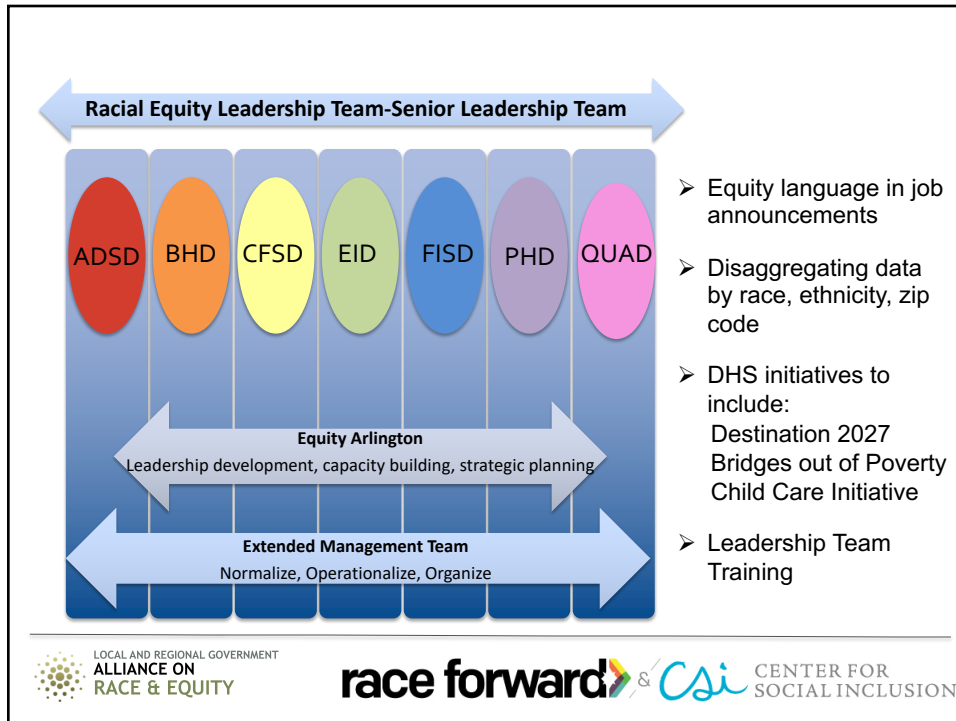 Racial Equity Leadership Team-Senior Leadership Team
ADSD
BHD
CFSD
EID
FISD
PHD
QUAD
Equity Arlington
Leadership development, capacity building, strategic planning
Extended Management Team
Normalize, Operationalize, Organize
➢ Equity language in job
announcements
➢ Disaggregating data
by race, ethnicity, zip
code
➢ DHS initiatives to
include:
Destination 2027
Bridges out of Poverty
Child Care Initiative
➢ Leadership Team
Training
LOCAL AND REGIONAL GOVERNMENT
ALLIANCE ON
RACE & EQUITY
race forward
&
CSi
CENTER FOR
SOCIAL INCLUSION